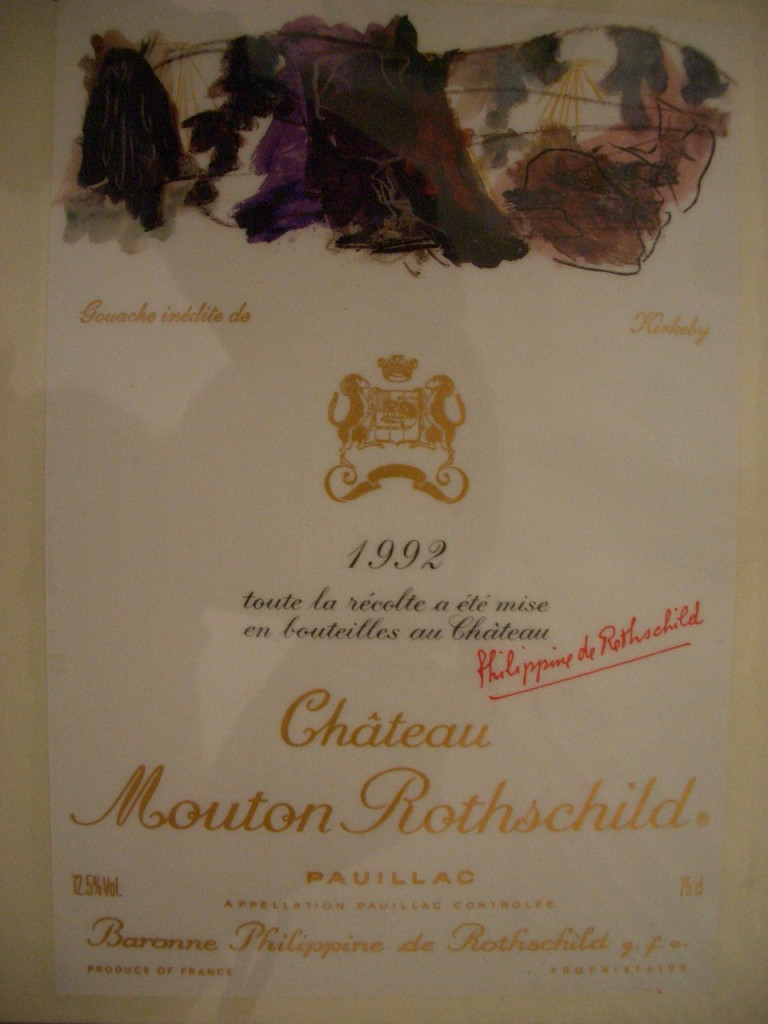 Gouache inédite de
Kirkeby
1992
toute la récolte a été mise
en bouteilles au Château
Philippine de Rothschild
Château
Mouton Rothschild
PAUILLAC
12.5% Vol.
75 cl
APPELLATION PAUILLAC CONTROLÉE
Baronne Philippine de Rothschild g. f. a.
PRODUCE OF FRANCE
PROPRIETAIRE